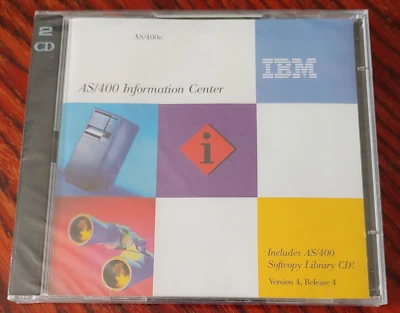 2
CD
AS/400e
IBM
AS/400 Information Center
i
Includes AS/400
Softcopy Library CD!
Version 4, Release 4